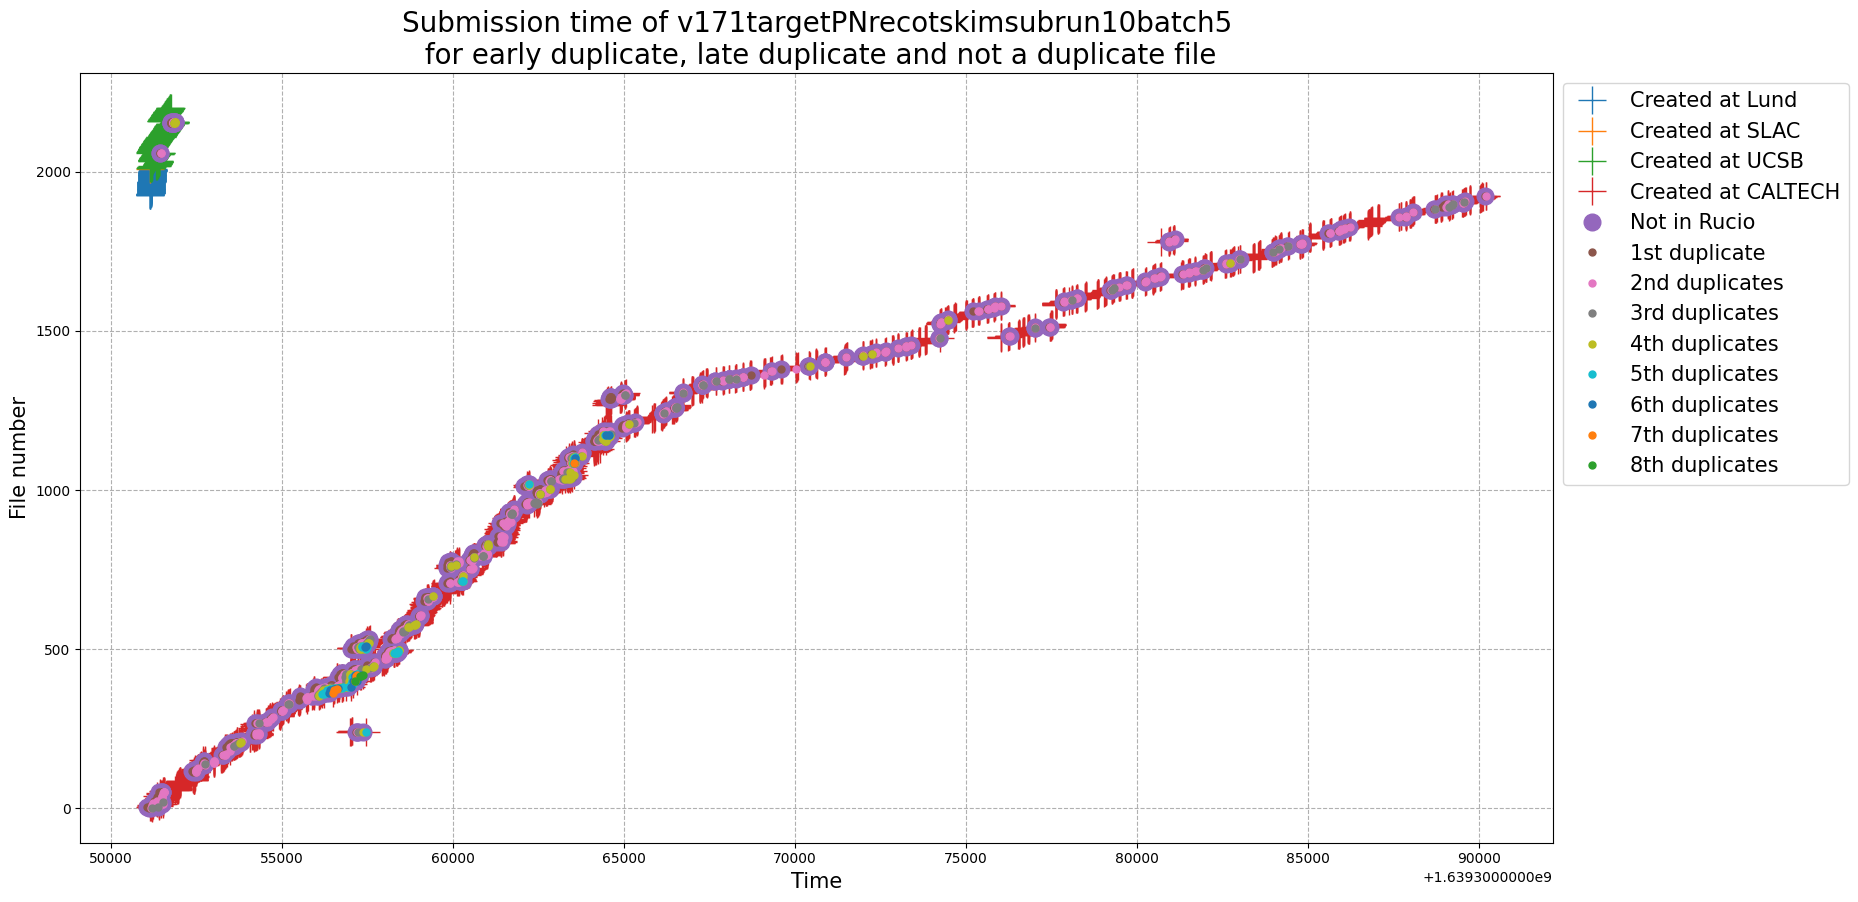 Submission time of v171targetPNrecotskimsubrun10batch5
for early duplicate, late duplicate and not a duplicate file
File number
2000
1500
1000
500
0
50000 55000 60000 65000 70000 75000 80000 85000 90000
+1.6393000000e9
Time
Created at Lund
Created at SLAC
Created at UCSB
Created at CALTECH
Not in Rucio
1st duplicate
2nd duplicates
3rd duplicates
4th duplicates
5th duplicates
6th duplicates
7th duplicates
8th duplicates